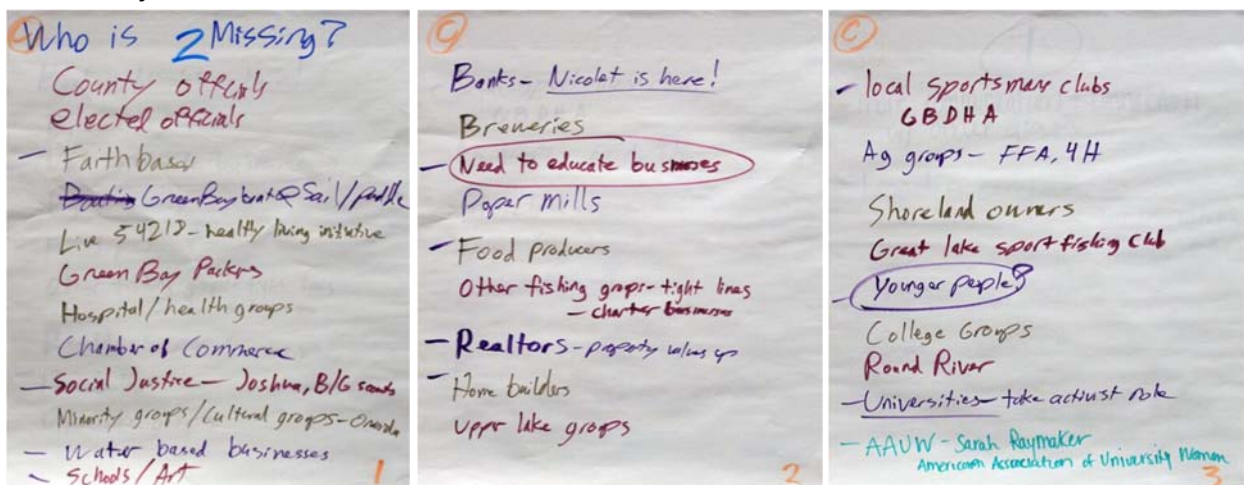 C
Who is 2 Missing?
County officials
elected officials
- Faith based
Boating Green Bay boat & Sail/paddle
Live 54218 - healthy living initiative
Green Bay Packers
Hospital/health groups
Chamber of Commerce
- Social Justice - Joshua, B/G scouts
Minority groups/Cultural groups - Oneida
- Water based businesses
- Schools/Art
1
G
Banks - Nicolet is here!
Breweries
- Need to educate businesses
Paper mills
- Food producers
Other fishing groups - tight lines
- charter businesses
- Realtors - property values up
- Home builders
uppr lake groups
2
C
- local sportsmans clubs
GBDHA
Ag groups - FFA, 4H
Shoreland owners
Great lake sport fishing club
- Younger people?
College Groups
Round River
- Universities - take activist role
- AAUW - Sarah Raymaker
American Association of University Women
3